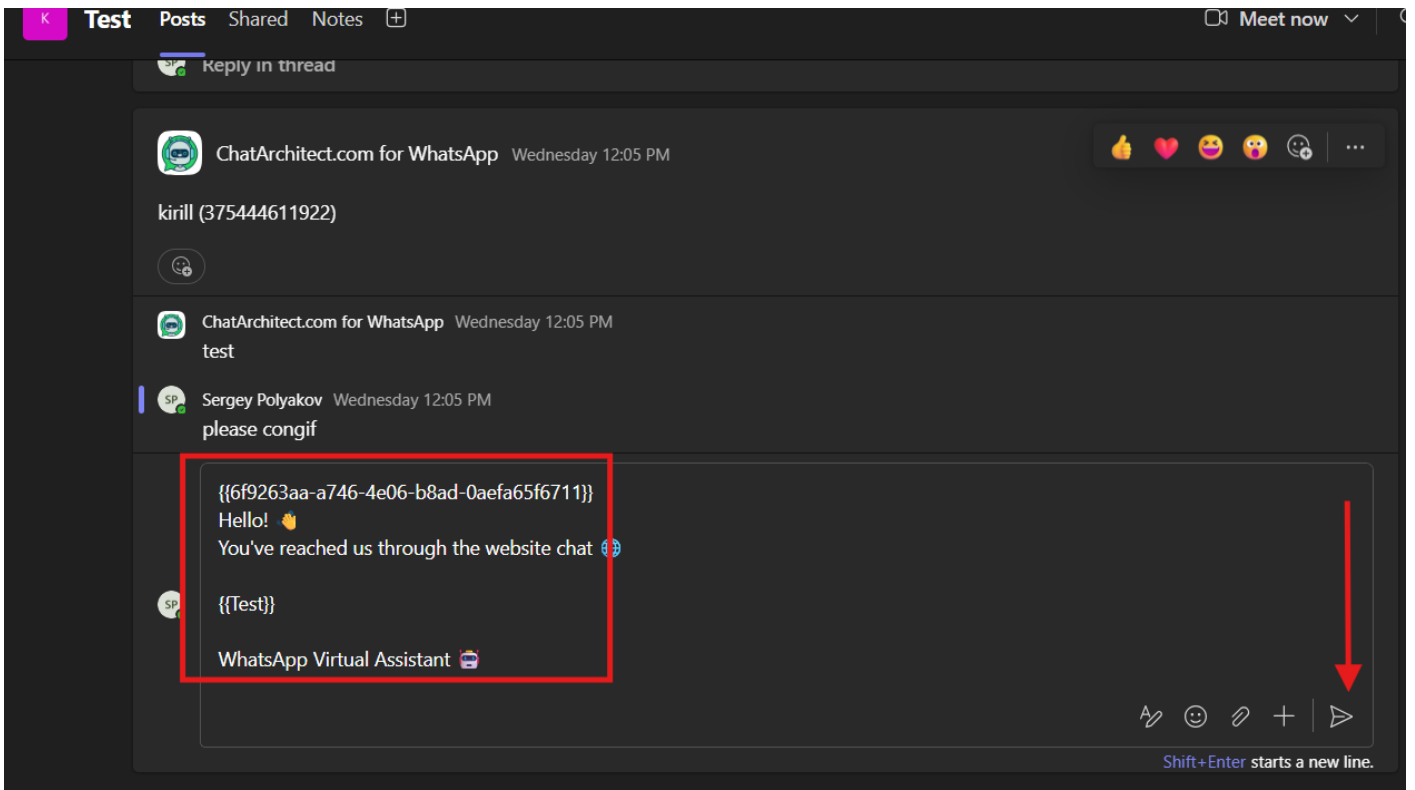 K Test Posts Shared Notes Meet now
SP Reply in thread
ChatArchitect.com for WhatsApp Wednesday 12:05 PM
kirill (375444611922)
ChatArchitect.com for WhatsApp Wednesday 12:05 PM
test
SP Sergey Polyakov Wednesday 12:05 PM
please congif
{{6f9263aa-a746-4e06-b8ad-0aefa65f6711}}
Hello! 👋
You've reached us through the website chat 🌐
SP {{Test}}
WhatsApp Virtual Assistant 🤖
Shift+Enter starts a new line.